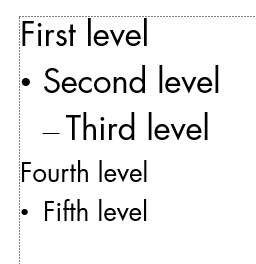 First level
• Second level
– Third level
Fourth level
• Fifth level